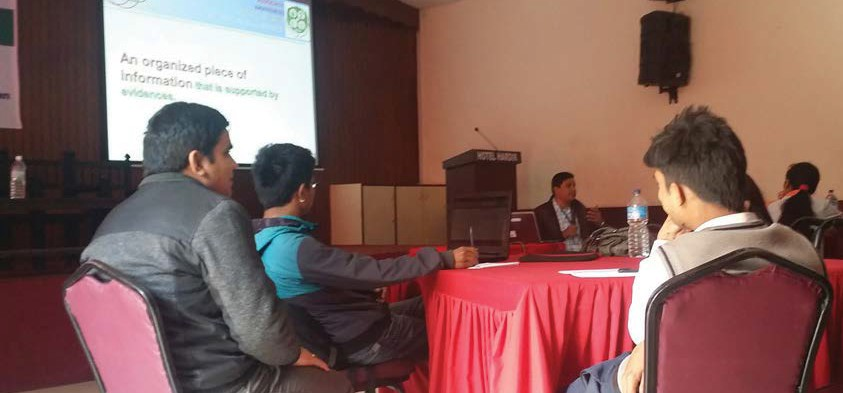 An organized piece of
information that is supported by
evidences.
HOTEL HARDIK